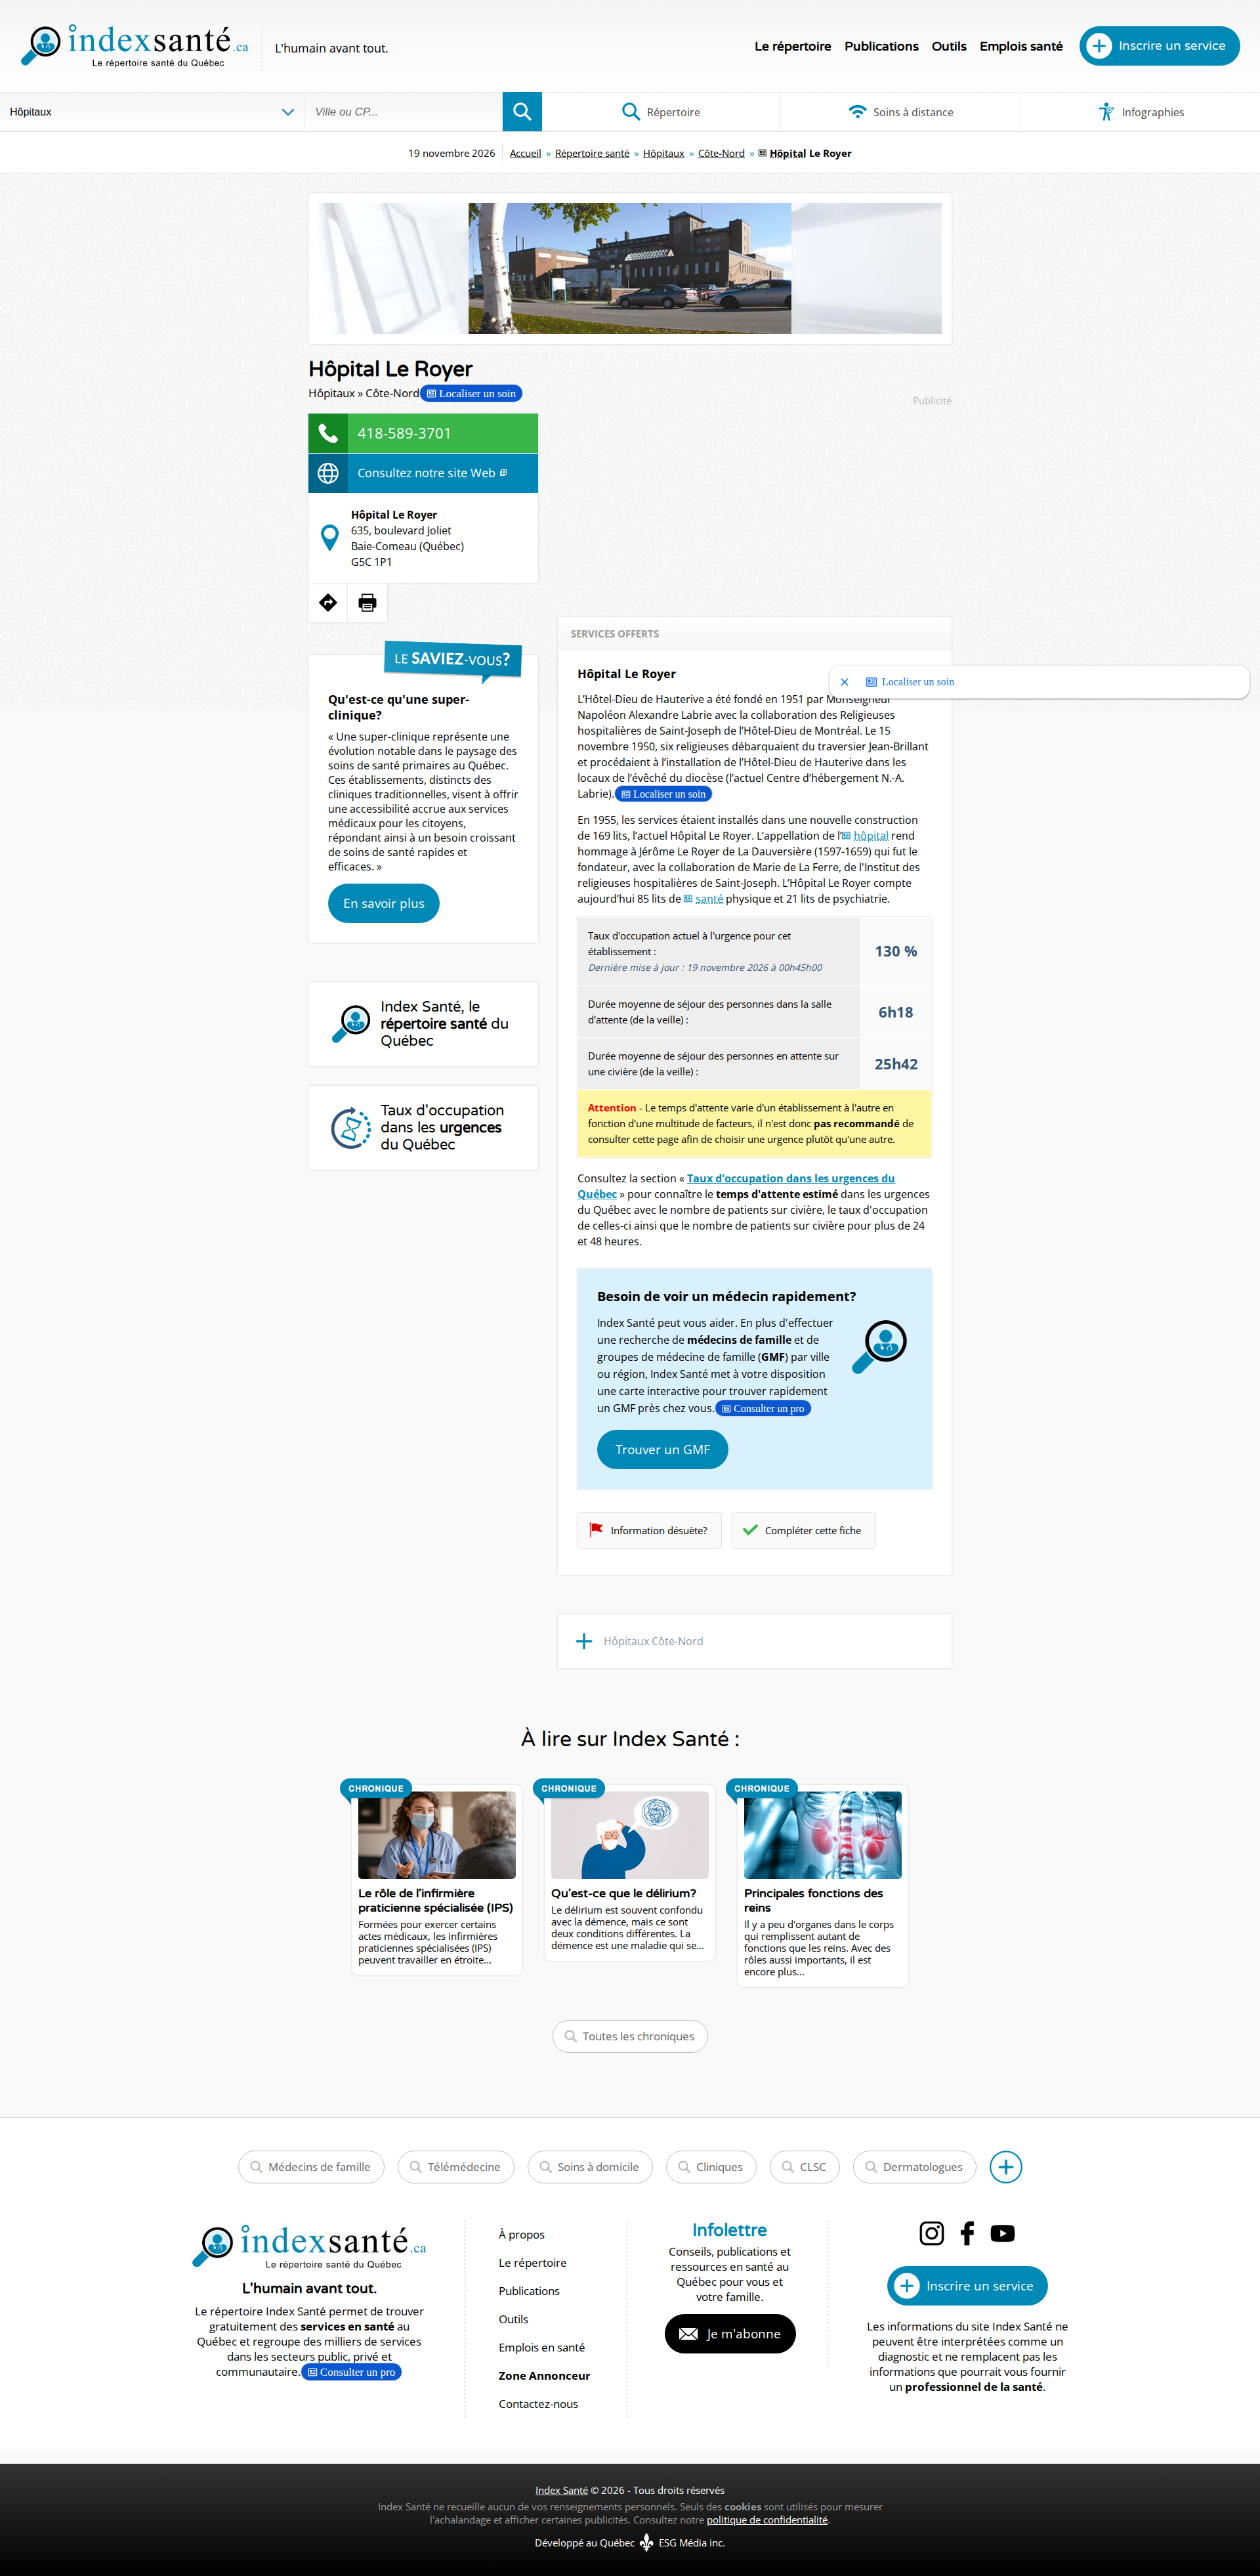 indexsanté.ca
Le répertoire santé du Québec
L'humain avant tout.
Le répertoire
Publications
Outils
Emplois santé
Inscrire un service
Hôpitaux
Ville ou CP...
Répertoire
Soins à distance
Infographies
19 novembre 2026
Accueil » Répertoire santé » Hôpitaux » Côte-Nord » Hôpital Le Royer
Hôpital Le Royer
Hôpitaux » Côte-Nord Localiser un soin
Publicité
418-589-3701
Consultez notre site Web
Hôpital Le Royer
635, boulevard Joliet
Baie-Comeau (Québec)
G5C 1P1
LE SAVIEZ-VOUS?
Qu'est-ce qu'une super-
clinique?
« Une super-clinique représente une
évolution notable dans le paysage des
soins de santé primaires au Québec.
Ces établissements, distincts des
cliniques traditionnelles, visent à offrir
une accessibilité accrue aux services
médicaux pour les citoyens,
répondant ainsi à un besoin croissant
de soins de santé rapides et
efficaces. »
En savoir plus
Index Santé, le
répertoire santé du
Québec
Taux d'occupation
dans les urgences
du Québec
SERVICES OFFERTS
Hôpital Le Royer
Localiser un soin
L'Hôtel-Dieu de Hauterive a été fondé en 1951 par Monseigneur
Napoléon Alexandre Labrie avec la collaboration des Religieuses
hospitalières de Saint-Joseph de l'Hôtel-Dieu de Montréal. Le 15
novembre 1950, six religieuses débarquaient du traversier Jean-Brillant
et procédaient à l'installation de l'Hôtel-Dieu de Hauterive dans les
locaux de l'évêché du diocèse (l'actuel Centre d'hébergement N.-A.
Labrie). Localiser un soin
En 1955, les services étaient installés dans une nouvelle construction
de 169 lits, l'actuel Hôpital Le Royer. L'appellation de l' hôpital rend
hommage à Jérôme Le Royer de La Dauversière (1597-1659) qui fut le
fondateur, avec la collaboration de Marie de La Ferre, de l'Institut des
religieuses hospitalières de Saint-Joseph. L'Hôpital Le Royer compte
aujourd'hui 85 lits de santé physique et 21 lits de psychiatrie.
Taux d'occupation actuel à l'urgence pour cet
établissement :
Dernière mise à jour : 19 novembre 2026 à 00h45h00
130 %
Durée moyenne de séjour des personnes dans la salle
d'attente (de la veille) :
6h18
Durée moyenne de séjour des personnes en attente sur
une civière (de la veille) :
25h42
Attention - Le temps d'attente varie d'un établissement à l'autre en
fonction d'une multitude de facteurs, il n'est donc pas recommandé de
consulter cette page afin de choisir une urgence plutôt qu'une autre.
Consultez la section « Taux d'occupation dans les urgences du
Québec » pour connaître le temps d'attente estimé dans les urgences
du Québec avec le nombre de patients sur civière, le taux d'occupation
de celles-ci ainsi que le nombre de patients sur civière pour plus de 24
et 48 heures.
Besoin de voir un médecin rapidement?
Index Santé peut vous aider. En plus d'effectuer
une recherche de médecins de famille et de
groupes de médecine de famille (GMF) par ville
ou région, Index Santé met à votre disposition
une carte interactive pour trouver rapidement
un GMF près chez vous. Consulter un pro
Trouver un GMF
Information désuète?
Compléter cette fiche
Hôpitaux Côte-Nord
À lire sur Index Santé :
CHRONIQUE
Le rôle de l'infirmière
praticienne spécialisée (IPS)
Formées pour exercer certains
actes médicaux, les infirmières
praticiennes spécialisées (IPS)
peuvent travailler en étroite...
CHRONIQUE
Qu'est-ce que le délirium?
Le délirium est souvent confondu
avec la démence, mais ce sont
deux conditions différentes. La
démence est une maladie qui se...
CHRONIQUE
Principales fonctions des
reins
Il y a peu d'organes dans le corps
qui remplissent autant de
fonctions que les reins. Avec des
rôles aussi importants, il est
encore plus...
Toutes les chroniques
Médecins de famille
Télémédecine
Soins à domicile
Cliniques
CLSC
Dermatologues
indexsanté.ca
Le répertoire santé du Québec
L'humain avant tout.
Le répertoire Index Santé permet de trouver
gratuitement des services en santé au
Québec et regroupe des milliers de services
dans les secteurs public, privé et
communautaire. Consulter un pro
À propos
Le répertoire
Publications
Outils
Emplois en santé
Zone Annonceur
Contactez-nous
Infolettre
Conseils, publications et
ressources en santé au
Québec pour vous et
votre famille.
Je m'abonne
Inscrire un service
Les informations du site Index Santé ne
peuvent être interprétées comme un
diagnostic et ne remplacent pas les
informations que pourrait vous fournir
un professionnel de la santé.
Index Santé © 2026 - Tous droits réservés
Index Santé ne recueille aucun de vos renseignements personnels. Seuls des cookies sont utilisés pour mesurer
l'achalandage et afficher certaines publicités. Consultez notre politique de confidentialité.
Développé au Québec ESG Média inc.